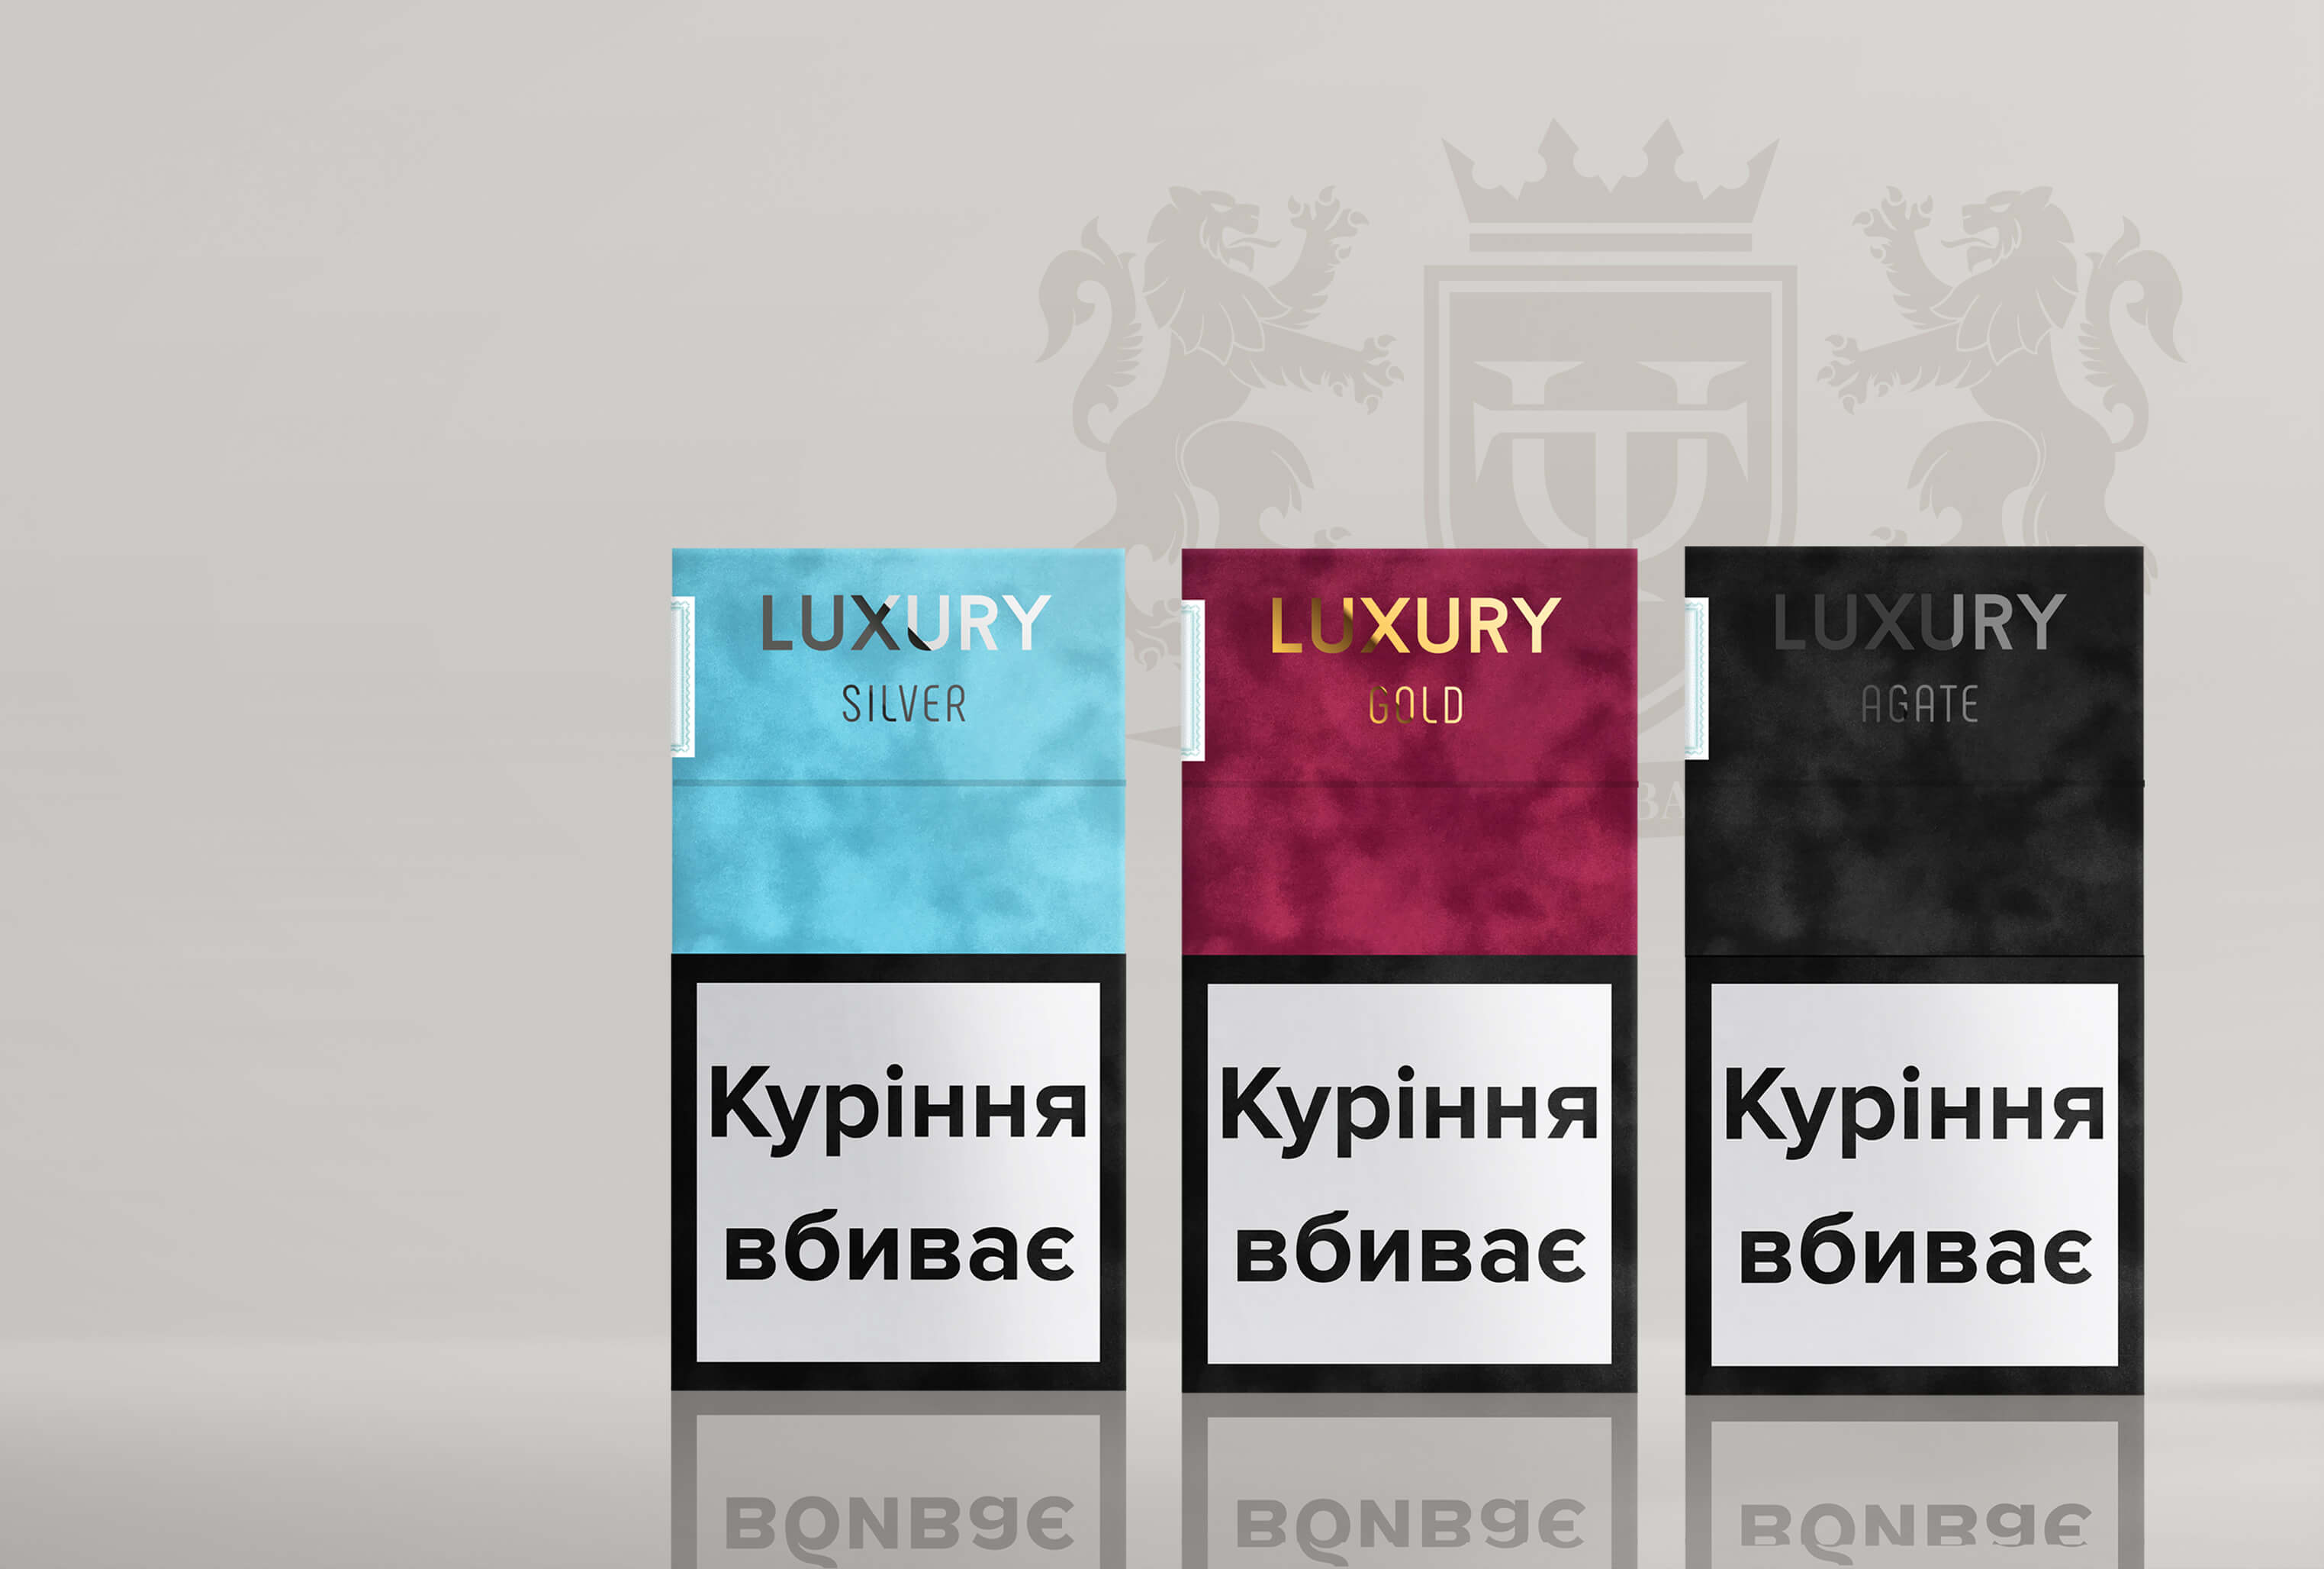 LUXURY
SILVER
Куріння
вбиває
LUXURY
GOLD
Куріння
вбиває
LUXURY
AGATE
Куріння
вбиває